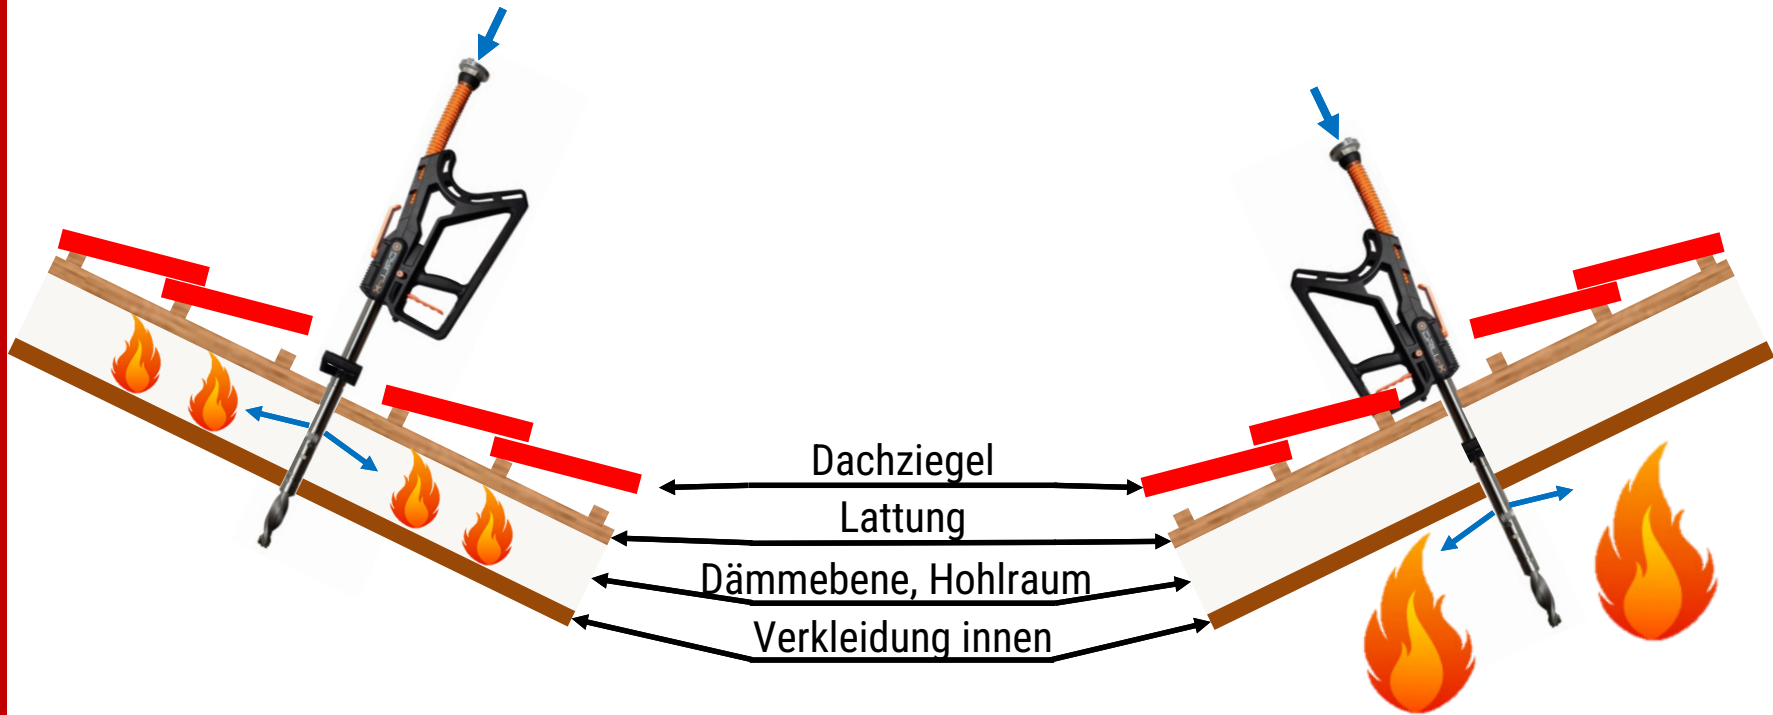 Dachziegel
Lattung
Dämmebene, Hohlraum
Verkleidung innen